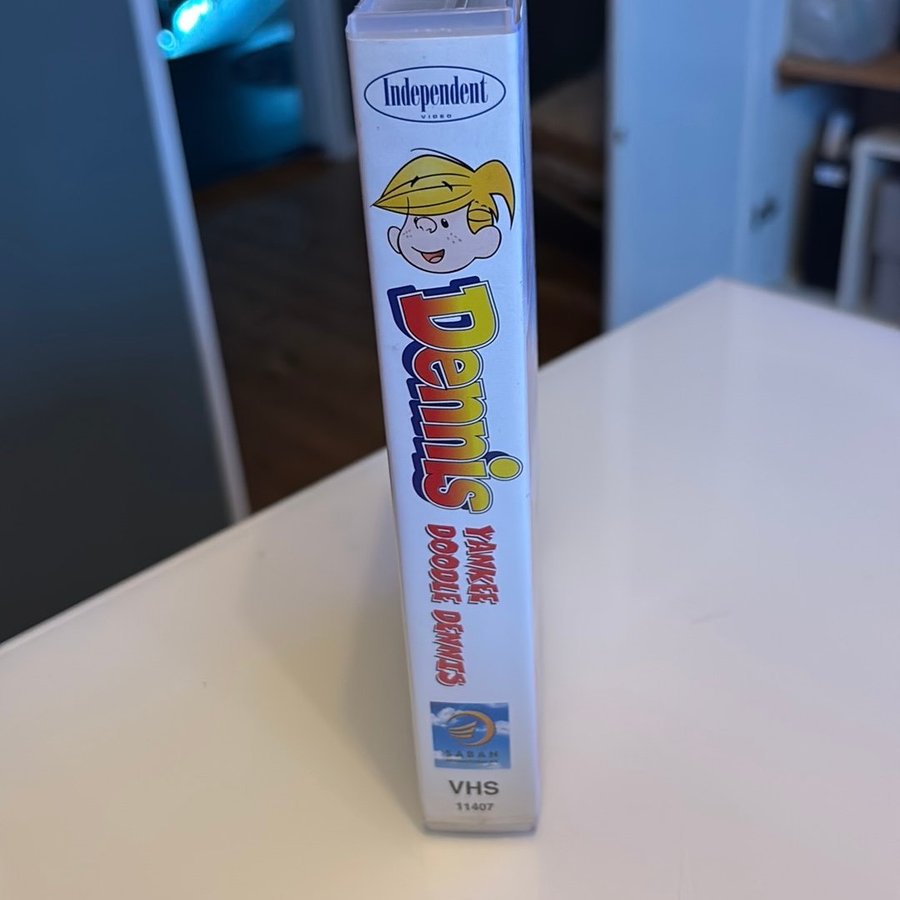 Independent
VIDEO
Dennis
YANKEE
DOODLE DENNIS
SABAN
VHS
11407